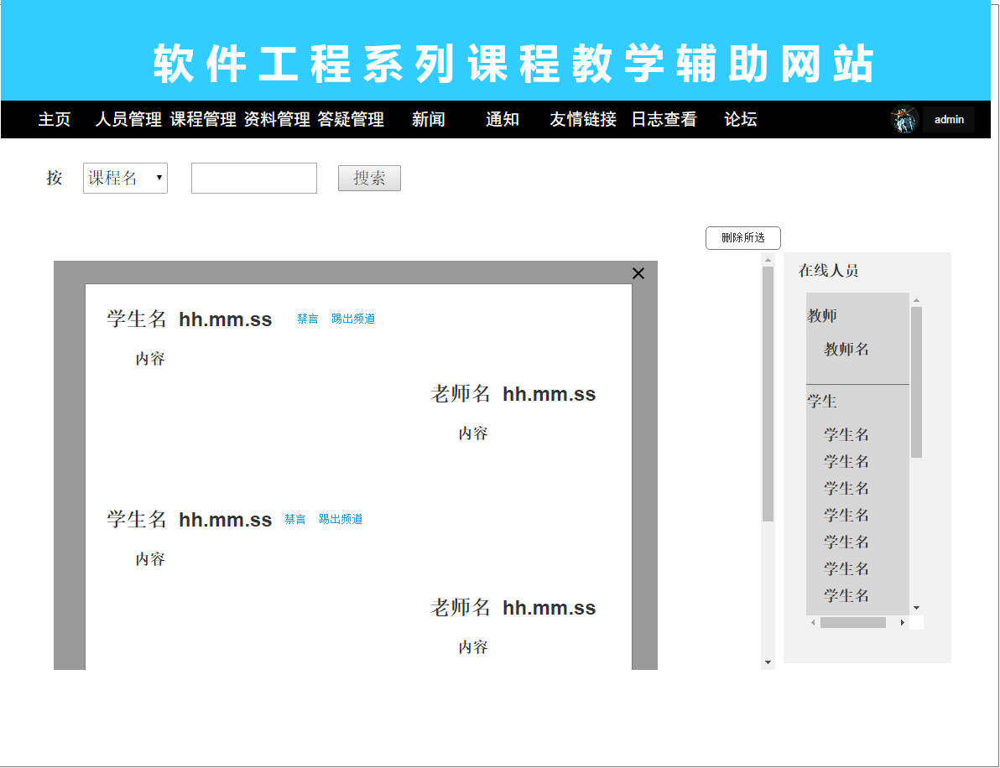 软件工程系列课程教学辅助网站
主页 人员管理 课程管理 资料管理 答疑管理 新闻 通知 友情链接 日志查看 论坛 admin
按 课程名 搜索
删除所选
在线人员
学生名 hh.mm.ss 禁言 踢出频道
内容
老师名 hh.mm.ss
内容
学生名 hh.mm.ss 禁言 踢出频道
内容
老师名 hh.mm.ss
内容
教师
教师名
学生
学生名
学生名
学生名
学生名
学生名
学生名
学生名